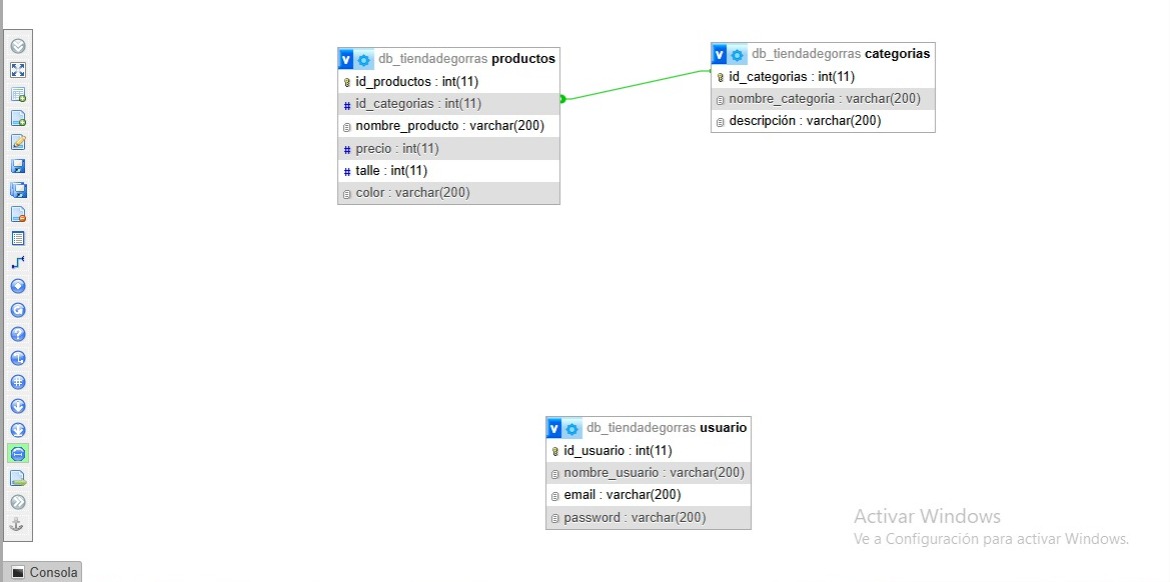 db_tiendadegorras productos
id_productos : int(11)
id_categorias : int(11)
nombre_producto : varchar(200)
precio : int(11)
talle : int(11)
color : varchar(200)
db_tiendadegorras categorias
id_categorias : int(11)
nombre_categoria : varchar(200)
descripción : varchar(200)
db_tiendadegorras usuario
id_usuario : int(11)
nombre_usuario : varchar(200)
email : varchar(200)
password : varchar(200)
Activar Windows
Ve a Configuración para activar Windows.
Consola